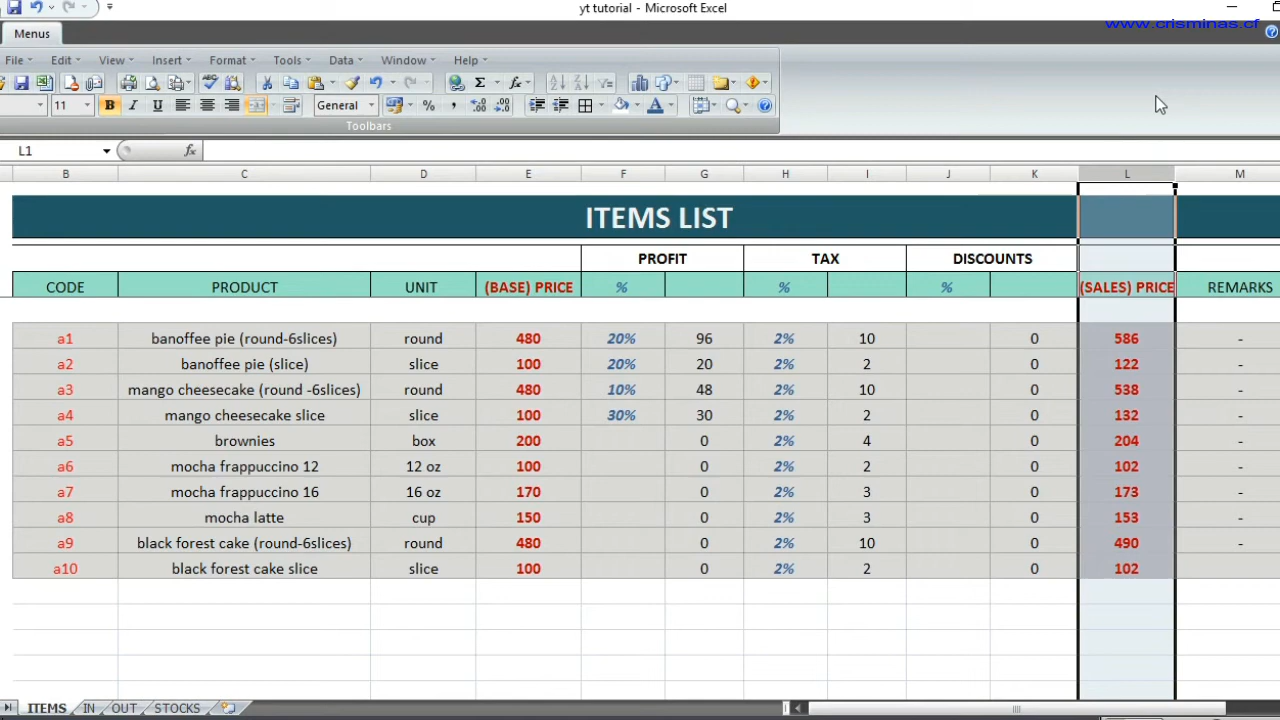 yt tutorial - Microsoft Excel
www.crisminas.cf
Menus
File Edit View Insert Format Tools Data Window Help
11 B I U General % ,
Toolbars
L1 fx
B C D E F G H I J K L M
ITEMS LIST
PROFIT TAX DISCOUNTS
CODE PRODUCT UNIT (BASE) PRICE % % % (SALES) PRICE REMARKS
a1 banoffee pie (round-6slices) round 480 20% 96 2% 10 0 586 -
a2 banoffee pie (slice) slice 100 20% 20 2% 2 0 122 -
a3 mango cheesecake (round -6slices) round 480 10% 48 2% 10 0 538 -
a4 mango cheesecake slice slice 100 30% 30 2% 2 0 132 -
a5 brownies box 200 0 2% 4 0 204 -
a6 mocha frappuccino 12 12 oz 100 0 2% 2 0 102 -
a7 mocha frappuccino 16 16 oz 170 0 2% 3 0 173 -
a8 mocha latte cup 150 0 2% 3 0 153 -
a9 black forest cake (round-6slices) round 480 0 2% 10 0 490 -
a10 black forest cake slice slice 100 0 2% 2 0 102
ITEMS IN OUT STOCKS